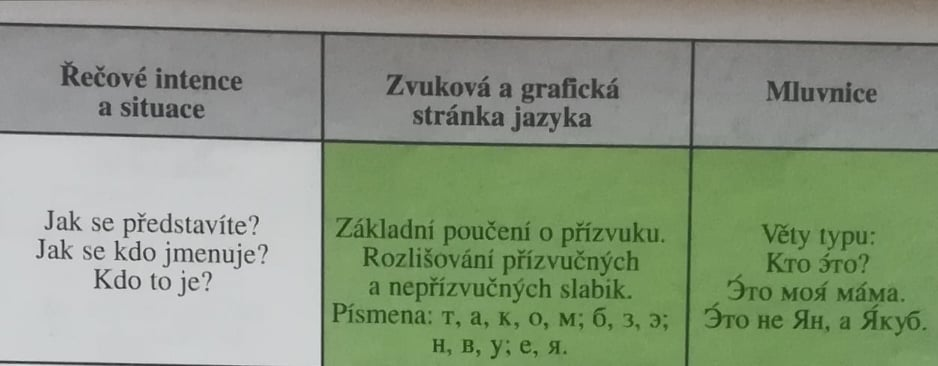 Řečové intence
a situace
Zvuková a grafická
stránka jazyka
Mluvnice
Jak se představíte?
Jak se kdo jmenuje?
Kdo to je?
Základní poučení o přízvuku.
Rozlišování přízvučných
a nepřízvučných slabik.
Písmena: т, а, к, о, м; б, з, э;
н, в, у; е, я.
Věty typu:
Кто э́то?
Э́то моя́ ма́ма.
Э́то не Ян, а Я́куб.